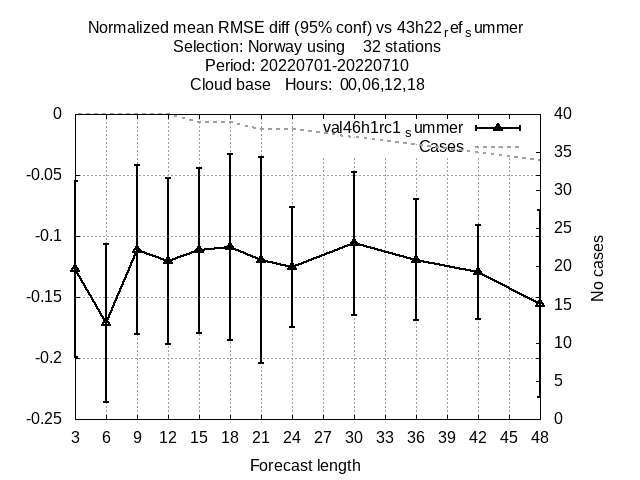 Normalized mean RMSE diff (95% conf) vs 43h22refsummer
Selection: Norway using 32 stations
Period: 20220701-20220710
Cloud base Hours: 00,06,12,18
val46h1rc1summer
Cases
0
-0.05
-0.1
-0.15
-0.2
-0.25
40
35
30
25
20
15
10
5
0
No cases
3 6 9 12 15 18 21 24 27 30 33 36 39 42 45 48
Forecast length